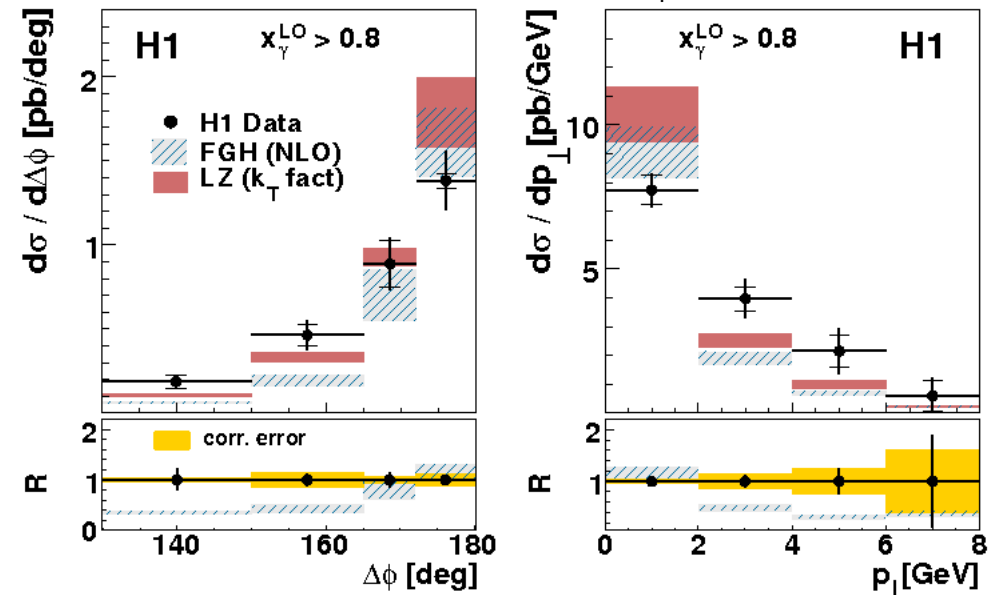 H1
x_γ^LO > 0.8
dσ / dΔϕ [pb/deg]
2
1
H1 Data
FGH (NLO)
LZ (k_T fact)
R
2
1
0
corr. error
140
160
180
Δϕ [deg]
x_γ^LO > 0.8
H1
dσ / dp_⊥ [pb/GeV]
10
5
R
2
1
0
2
4
6
8
p_⊥[GeV]